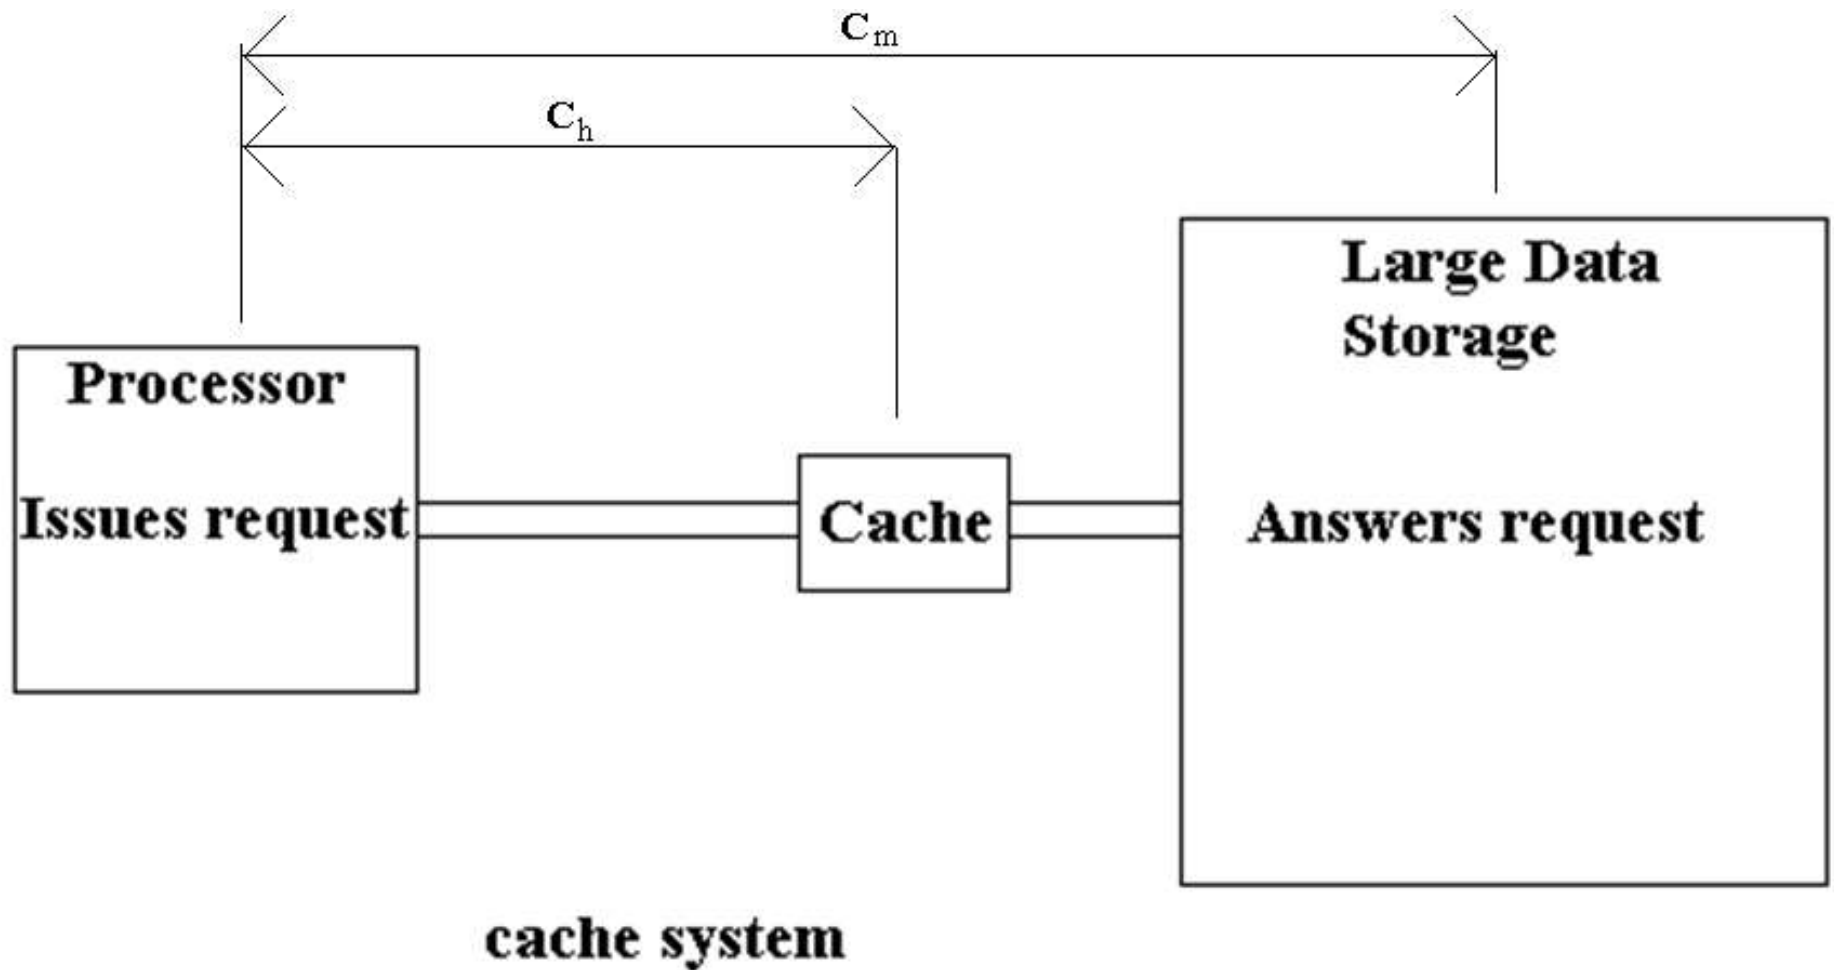 Cm
Ch
Large Data
Storage
Processor
Issues request
Cache
Answers request
cache system